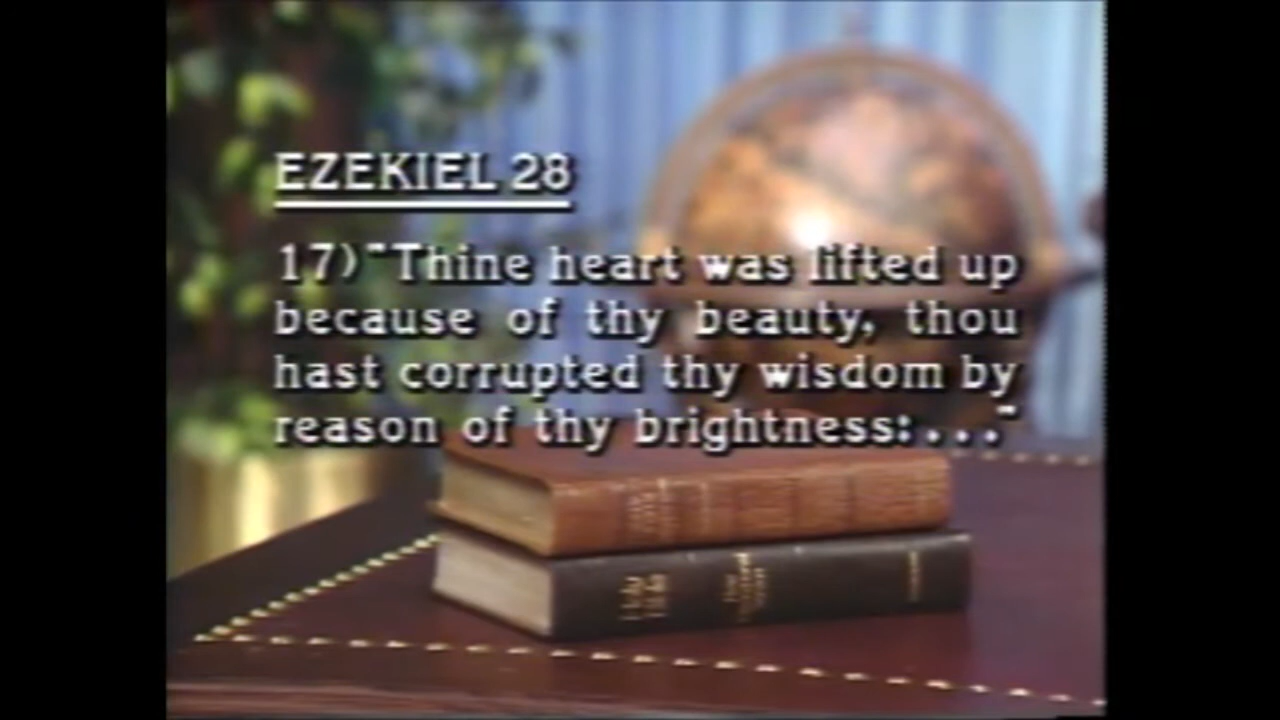 EZEKIEL 28
17) "Thine heart was lifted up
because of thy beauty, thou
hast corrupted thy wisdom by
reason of thy brightness: . . ."